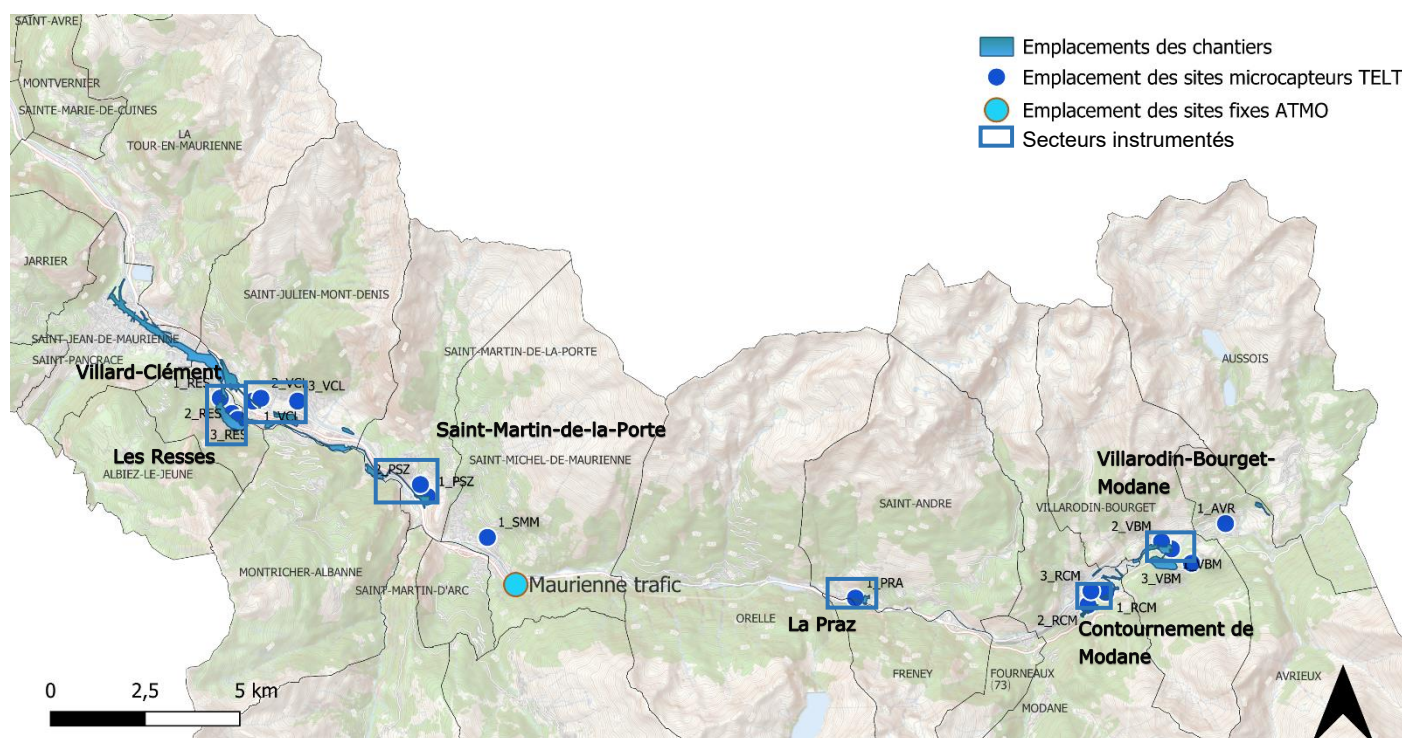 Emplacements des chantiers
Emplacement des sites microcapteurs TELT
Emplacement des sites fixes ATMO
Secteurs instrumentés
SAINT-AVRE
MONTVERNIER
SAINTE-MARIE-DE-CUINES
LA
TOUR-EN-MAURIENNE
JARRIER
SAINT-JULIEN-MONT-DENIS
SAINT-JEAN-DE-MAURIENNE
SAINT-PANCRACE
Villard-Clément
1_RES
2_VCL
3_VCL
2_RES
1_VCL
3_RES
Les Resses
ALBIEZ-LE-JEUNE
SAINT-MARTIN-DE-LA-PORTE
Saint-Martin-de-la-Porte
SAINT-MICHEL-DE-MAURIENNE
2_PSZ
1_PSZ
1_SMM
MONTRICHER-ALBANNE
SAINT-MARTIN-D'ARC
Maurienne trafic
ORELLE
SAINT-ANDRE
1_PRA
La Praz
FRENEY
FOURNEAUX
(73)
MODANE
AUSSOIS
Villarodin-Bourget-
Modane
VILLARODIN-BOURGET
1_AVR
2_VBM
3_VBM
1_VBM
3_RCM
2_RCM
1_RCM
Contournement de
Modane
AVRIEUX
0
2,5
5 km